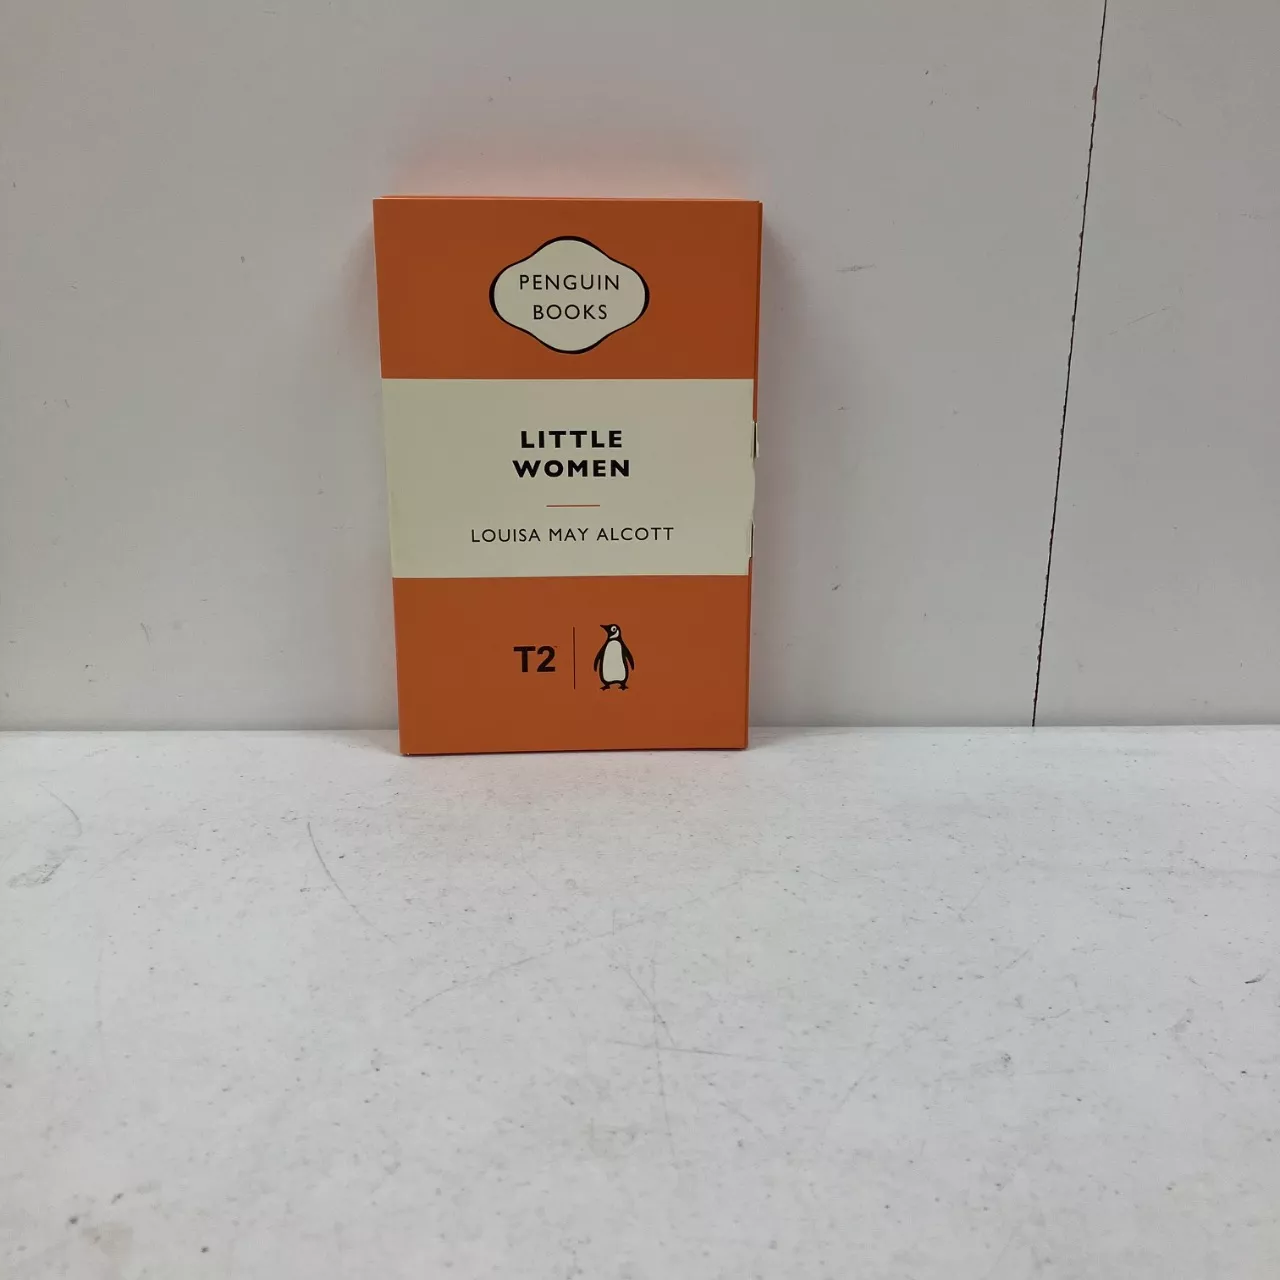 PENGUIN
BOOKS
LITTLE
WOMEN
LOUISA MAY ALCOTT
T2